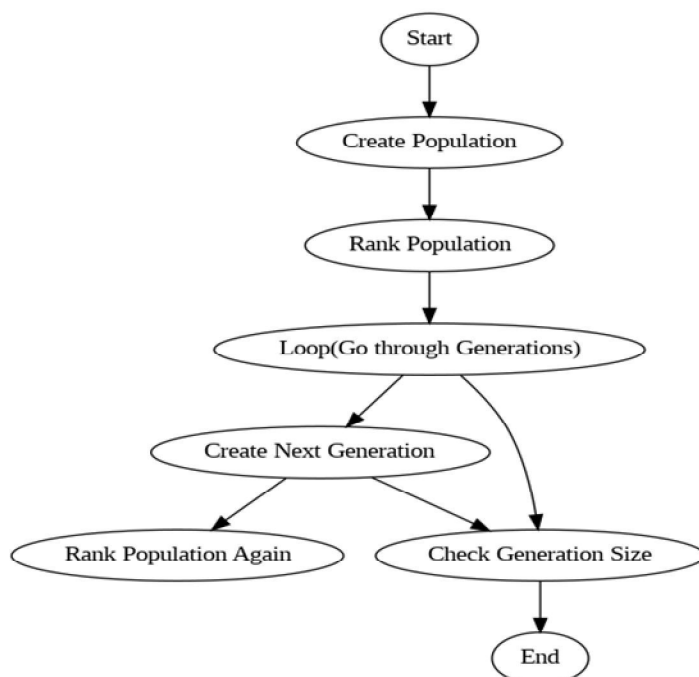 Start
Create Population
Rank Population
Loop(Go through Generations)
Create Next Generation
Rank Population Again
Check Generation Size
End